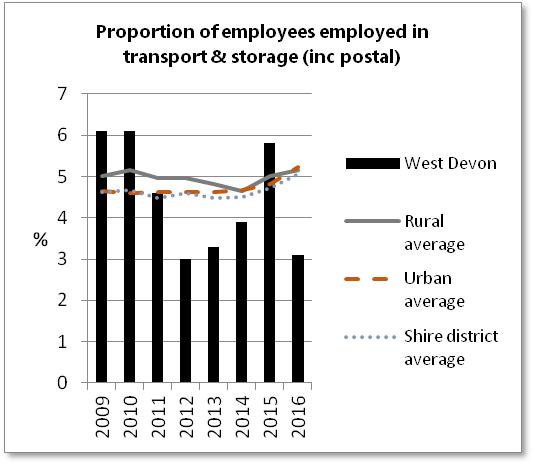 Proportion of employees employed in
transport & storage (inc postal)
7
6
5
4
3
2
1
0
%
2009
2010
2011
2012
2013
2014
2015
2016
West Devon
Rural
average
Urban
average
Shire district
average